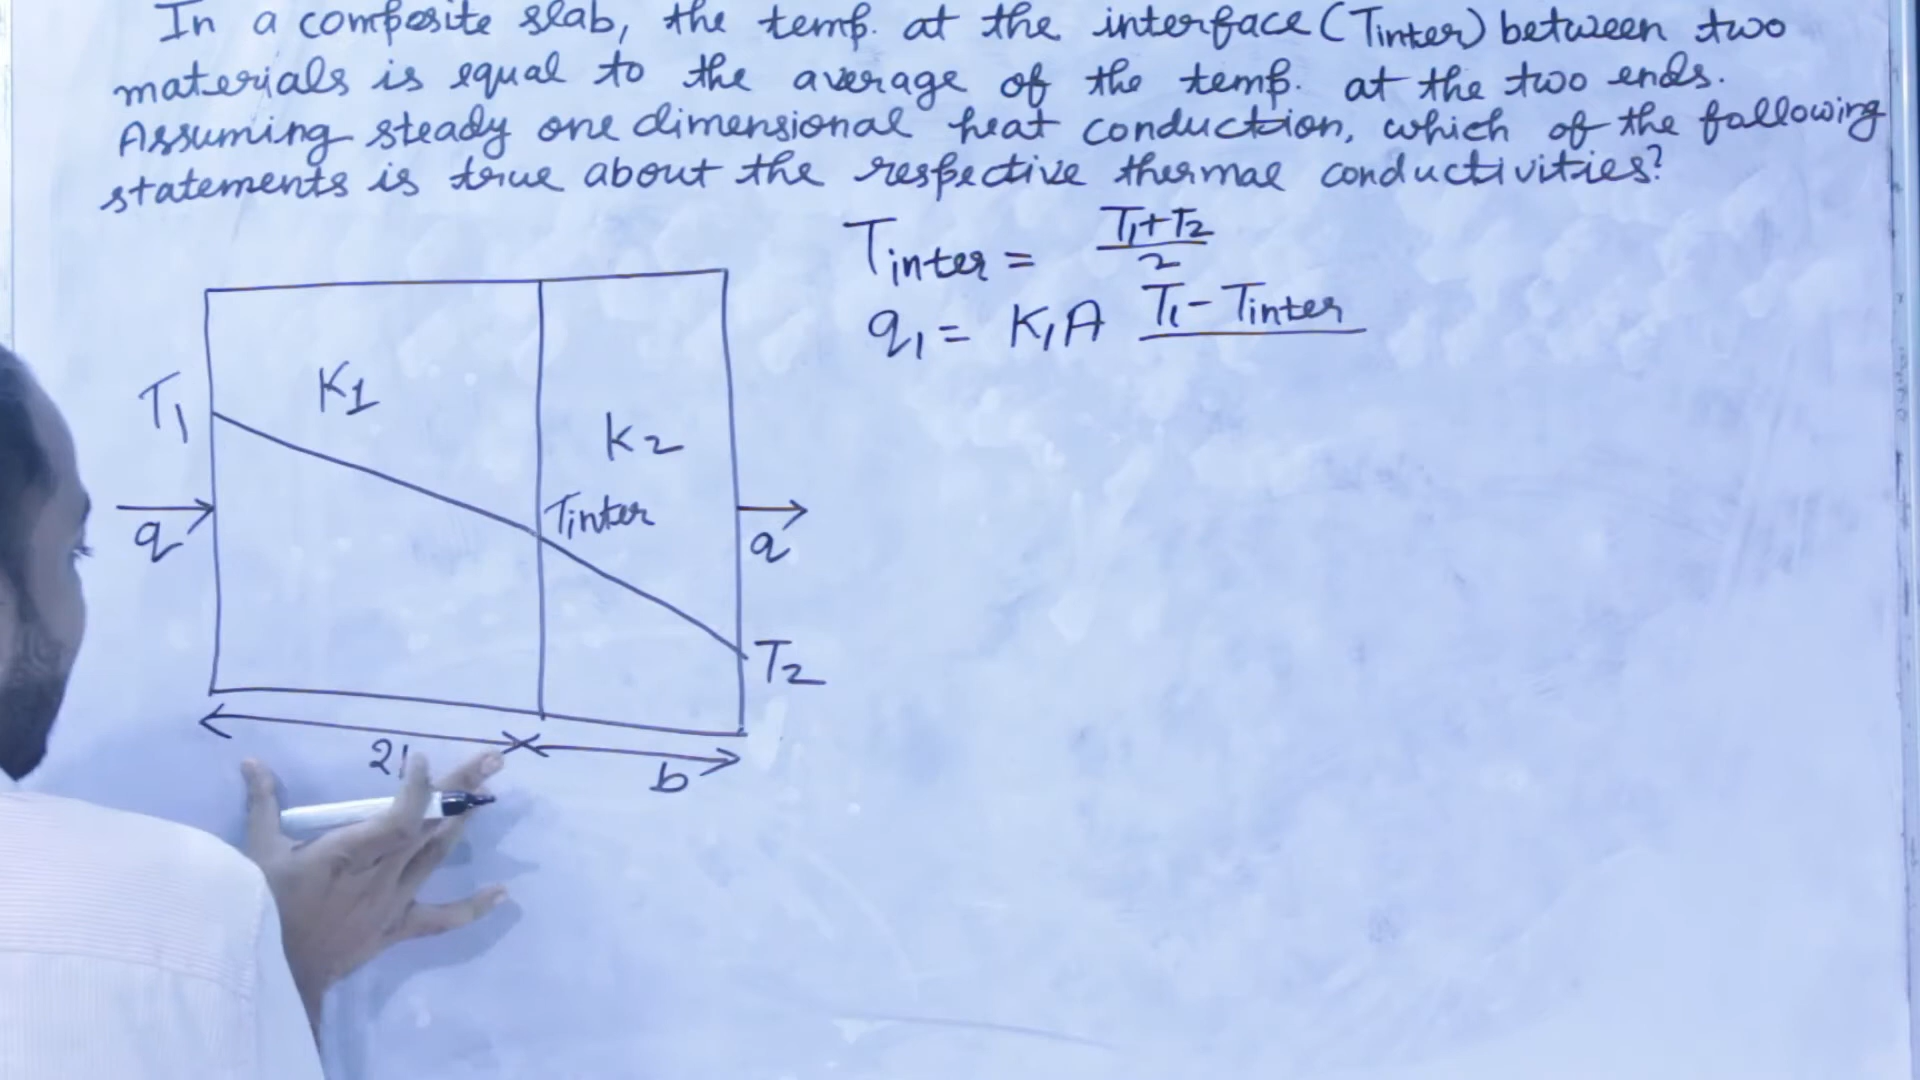 In a composite slab, the temp. at the interface (Tinter) between two
materials is equal to the average of the temp. at the two ends.
Assuming steady one dimensional heat conduction, which of the following
statements is true about the respective thermal conductivities?
Tinter = T1+T2 / 2
q1 = K1A T1 - Tinter
K1
T1
K2
Tinter
q
q
T2
b